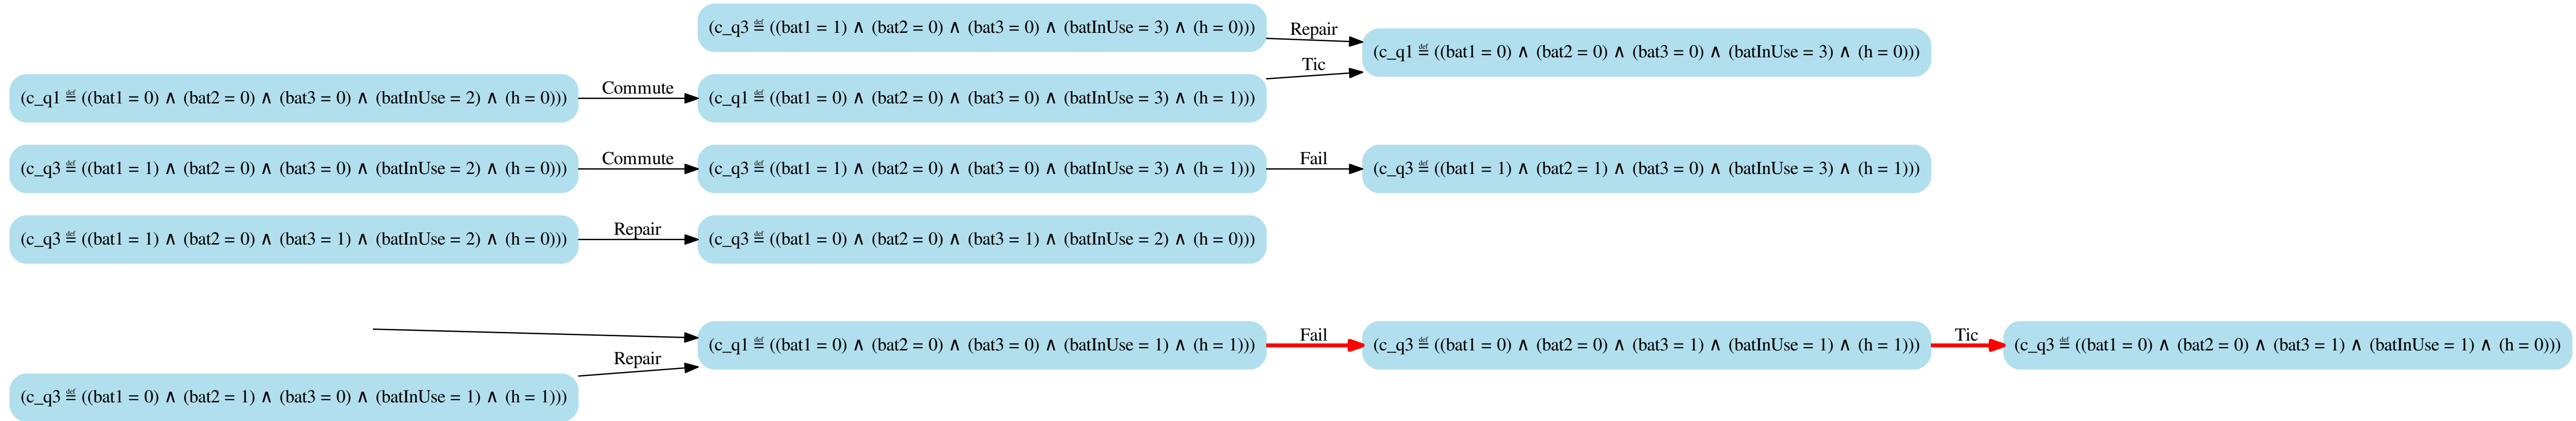 (c_q3 ≝ ((bat1 = 1) ∧ (bat2 = 0) ∧ (bat3 = 0) ∧ (batInUse = 3) ∧ (h = 0)))
Repair
(c_q1 ≝ ((bat1 = 0) ∧ (bat2 = 0) ∧ (bat3 = 0) ∧ (batInUse = 3) ∧ (h = 0)))
Tic
(c_q1 ≝ ((bat1 = 0) ∧ (bat2 = 0) ∧ (bat3 = 0) ∧ (batInUse = 2) ∧ (h = 0)))
Commute
(c_q1 ≝ ((bat1 = 0) ∧ (bat2 = 0) ∧ (bat3 = 0) ∧ (batInUse = 3) ∧ (h = 1)))
(c_q3 ≝ ((bat1 = 1) ∧ (bat2 = 0) ∧ (bat3 = 0) ∧ (batInUse = 2) ∧ (h = 0)))
Commute
(c_q3 ≝ ((bat1 = 1) ∧ (bat2 = 0) ∧ (bat3 = 0) ∧ (batInUse = 3) ∧ (h = 1)))
Fail
(c_q3 ≝ ((bat1 = 1) ∧ (bat2 = 1) ∧ (bat3 = 0) ∧ (batInUse = 3) ∧ (h = 1)))
(c_q3 ≝ ((bat1 = 1) ∧ (bat2 = 0) ∧ (bat3 = 1) ∧ (batInUse = 2) ∧ (h = 0)))
Repair
(c_q3 ≝ ((bat1 = 0) ∧ (bat2 = 0) ∧ (bat3 = 1) ∧ (batInUse = 2) ∧ (h = 0)))
(c_q1 ≝ ((bat1 = 0) ∧ (bat2 = 0) ∧ (bat3 = 0) ∧ (batInUse = 1) ∧ (h = 1)))
Fail
(c_q3 ≝ ((bat1 = 0) ∧ (bat2 = 0) ∧ (bat3 = 1) ∧ (batInUse = 1) ∧ (h = 1)))
Tic
(c_q3 ≝ ((bat1 = 0) ∧ (bat2 = 0) ∧ (bat3 = 1) ∧ (batInUse = 1) ∧ (h = 0)))
Repair
(c_q3 ≝ ((bat1 = 0) ∧ (bat2 = 1) ∧ (bat3 = 0) ∧ (batInUse = 1) ∧ (h = 1)))